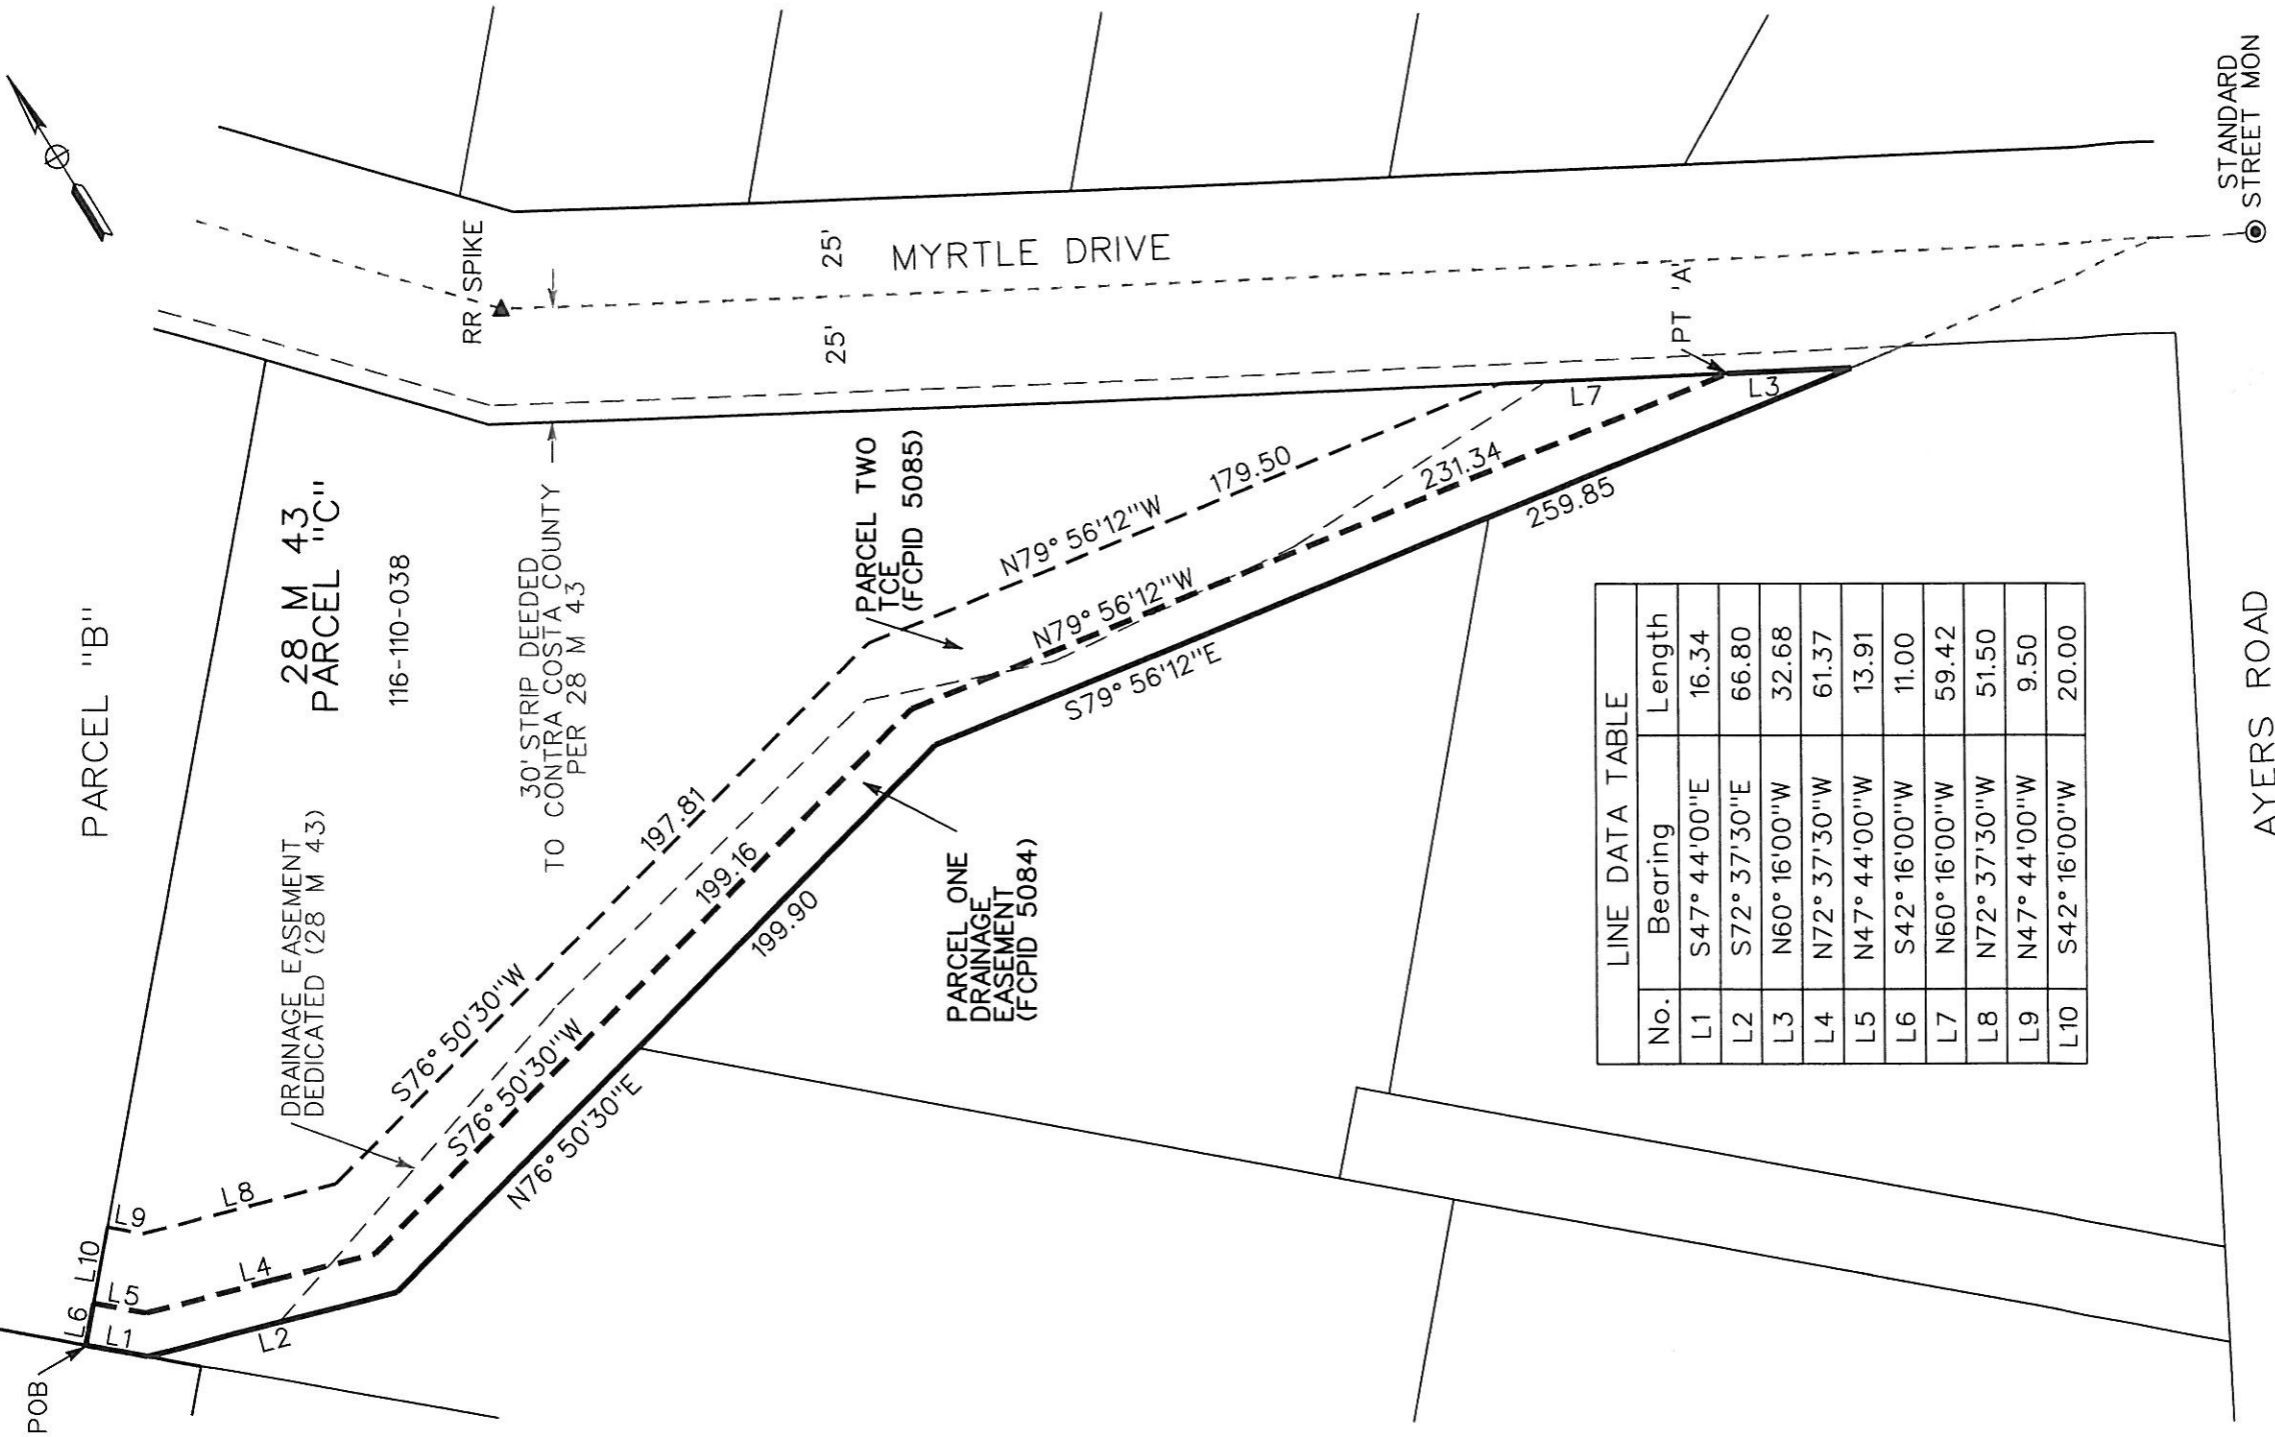 PARCEL "B"
28 M 43
PARCEL "C"
116-110-038
RR SPIKE
25'
25'
MYRTLE DRIVE
STANDARD
STREET MON
PT 'A'
30' STRIP DEEDED
TO CONTRA COSTA COUNTY
PER 28 M 43
DRAINAGE EASEMENT
DEDICATED (28 M 43)
PARCEL TWO
TCE
(FCPID 5085)
N79°56'12"W 179.50
N79°56'12"W 231.34
S79°56'12"E 259.85
L7
L3
S76°50'30"W 197.81
S76°50'30"W 199.16
N76°50'30"E 199.90
PARCEL ONE
DRAINAGE
EASEMENT
(FCPID 5084)
L9
L8
L10
L5
L4
L6
L1
L2
POB
LINE DATA TABLE
No. Bearing Length
L1 S47°44'00"E 16.34
L2 S72°37'30"E 66.80
L3 N60°16'00"W 32.68
L4 N72°37'30"W 61.37
L5 N47°44'00"W 13.91
L6 S42°16'00"W 11.00
L7 N60°16'00"W 59.42
L8 N72°37'30"W 51.50
L9 N47°44'00"W 9.50
L10 S42°16'00"W 20.00
AYERS ROAD